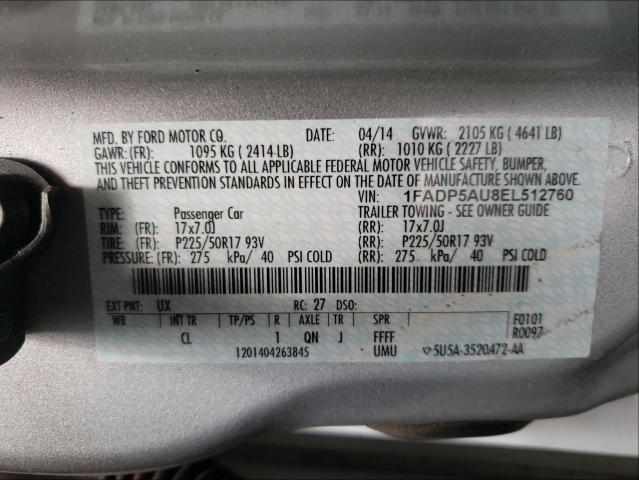 MFD. BY FORD MOTOR CO. DATE: 04/14 GVWR: 2105 KG ( 4641 LB)
GAWR: (FR): 1095 KG ( 2414 LB) (RR): 1010 KG ( 2227 LB)
THIS VEHICLE CONFORMS TO ALL APPLICABLE FEDERAL MOTOR VEHICLE SAFETY, BUMPER,
AND THEFT PREVENTION STANDARDS IN EFFECT ON THE DATE OF MANUFACTURE SHOWN ABOVE.
VIN: 1FADP5AU8EL512760
TYPE: Passenger Car TRAILER TOWING - SEE OWNER GUIDE
RIM: (FR): 17x7.0J (RR): 17x7.0J
TIRE: (FR): P225/50R17 93V (RR): P225/50R17 93V
PRESSURE: (FR): 275 kPa/ 40 PSI COLD (RR): 275 kPa/ 40 PSI COLD
EXT PNT: UX RC: 27 DSO:
WB INT TR TP/PS R AXLE TR SPR F0101
CL 1 QN J FFFF R0097
1201404263845 UMU 5U5A-3520472-AA